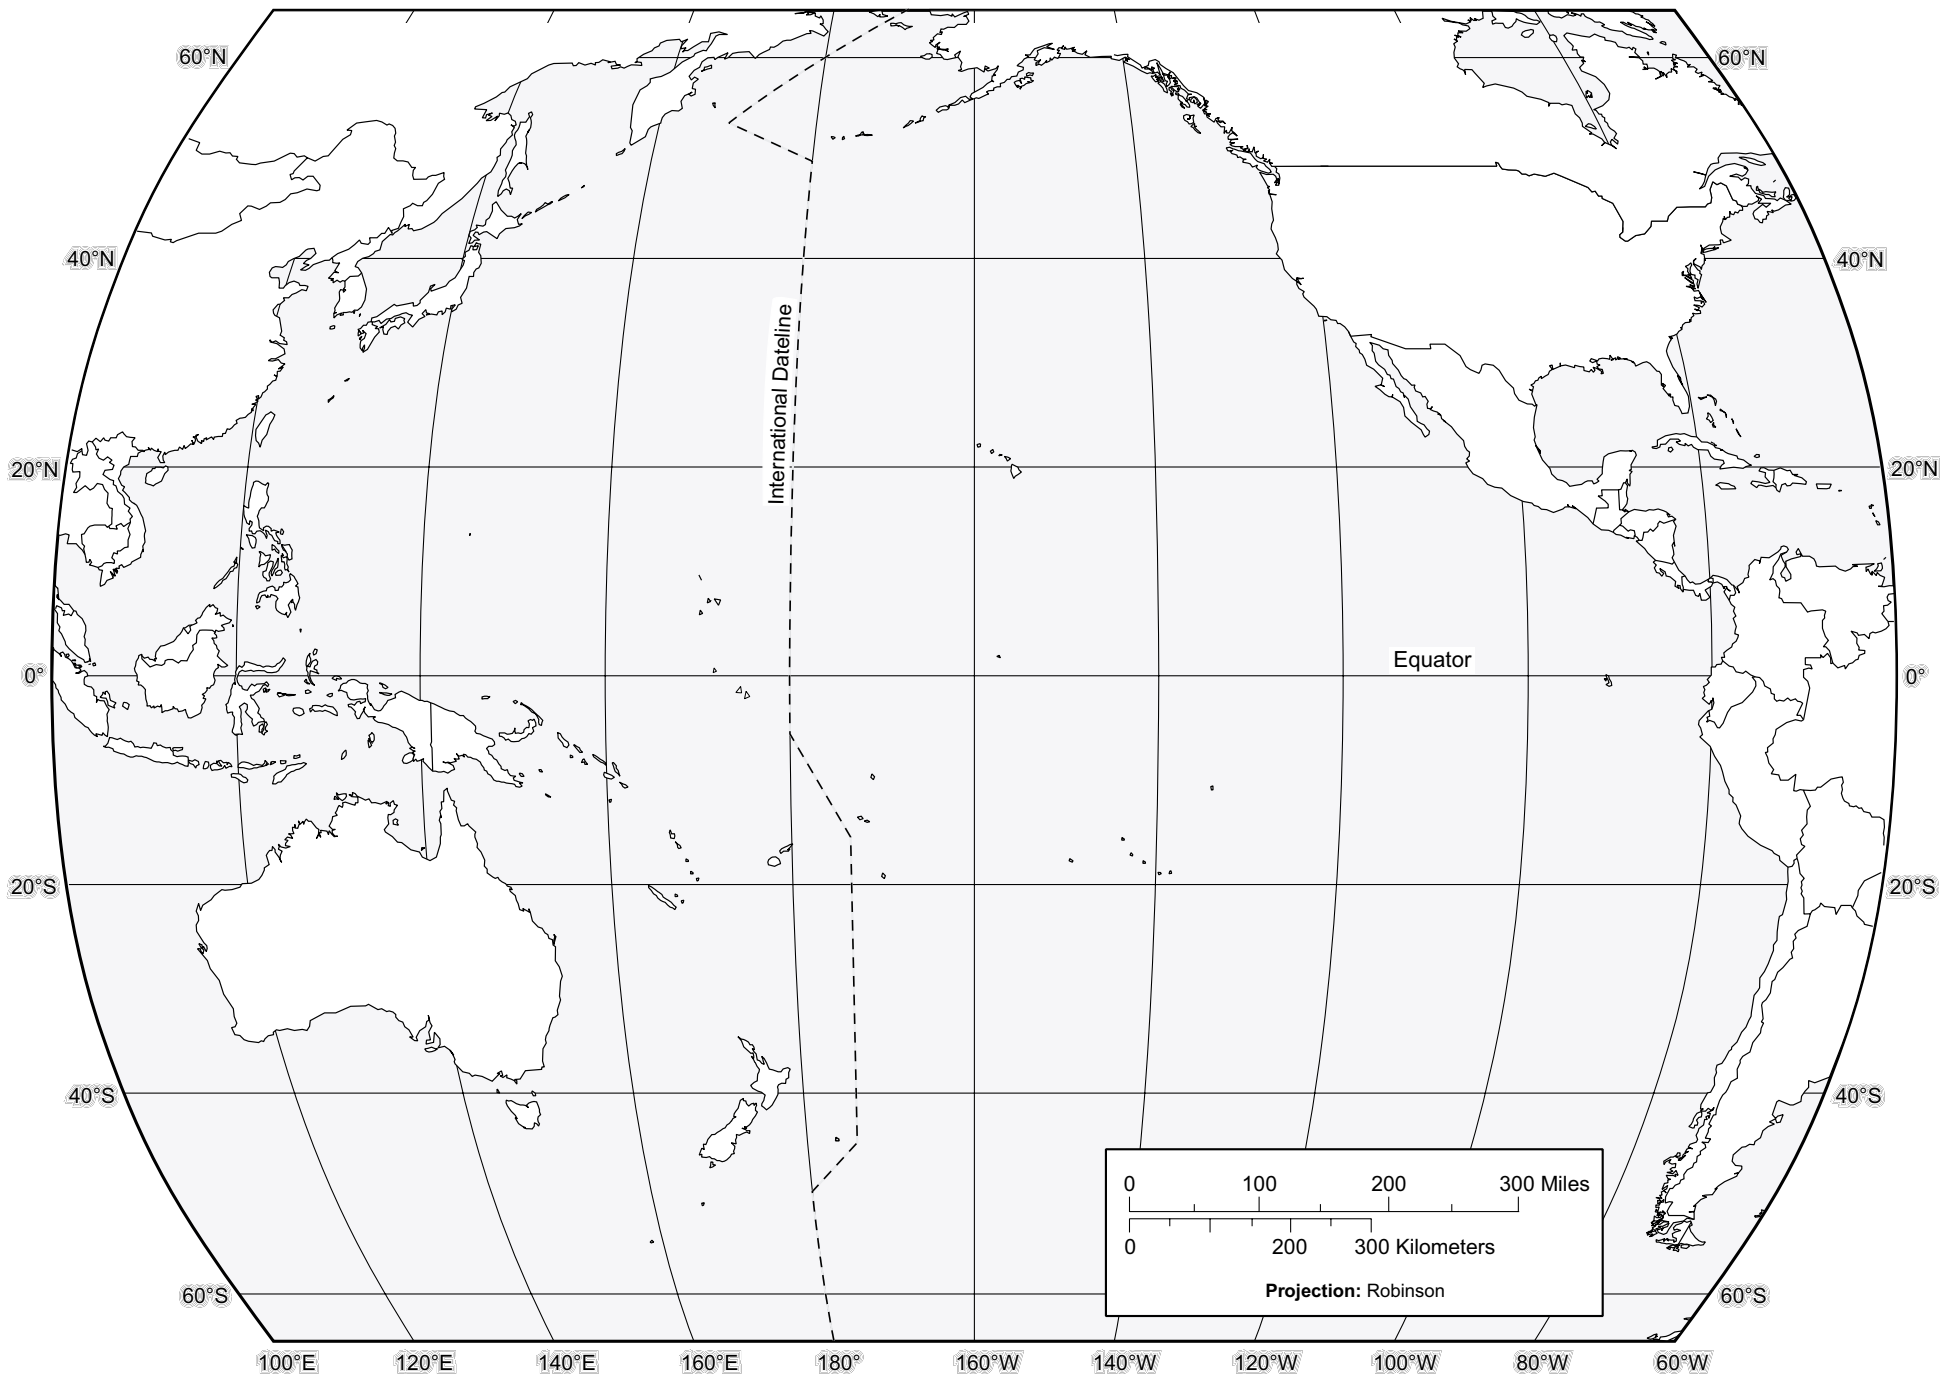 60°N
60°N
40°N
40°N
International Dateline
20°N
20°N
Equator
0°
0°
20°S
20°S
40°S
40°S
0 100 200 300 Miles
0 200 300 Kilometers
Projection: Robinson
60°S
60°S
100°E 120°E 140°E 160°E 180° 160°W 140°W 120°W 100°W 80°W 60°W